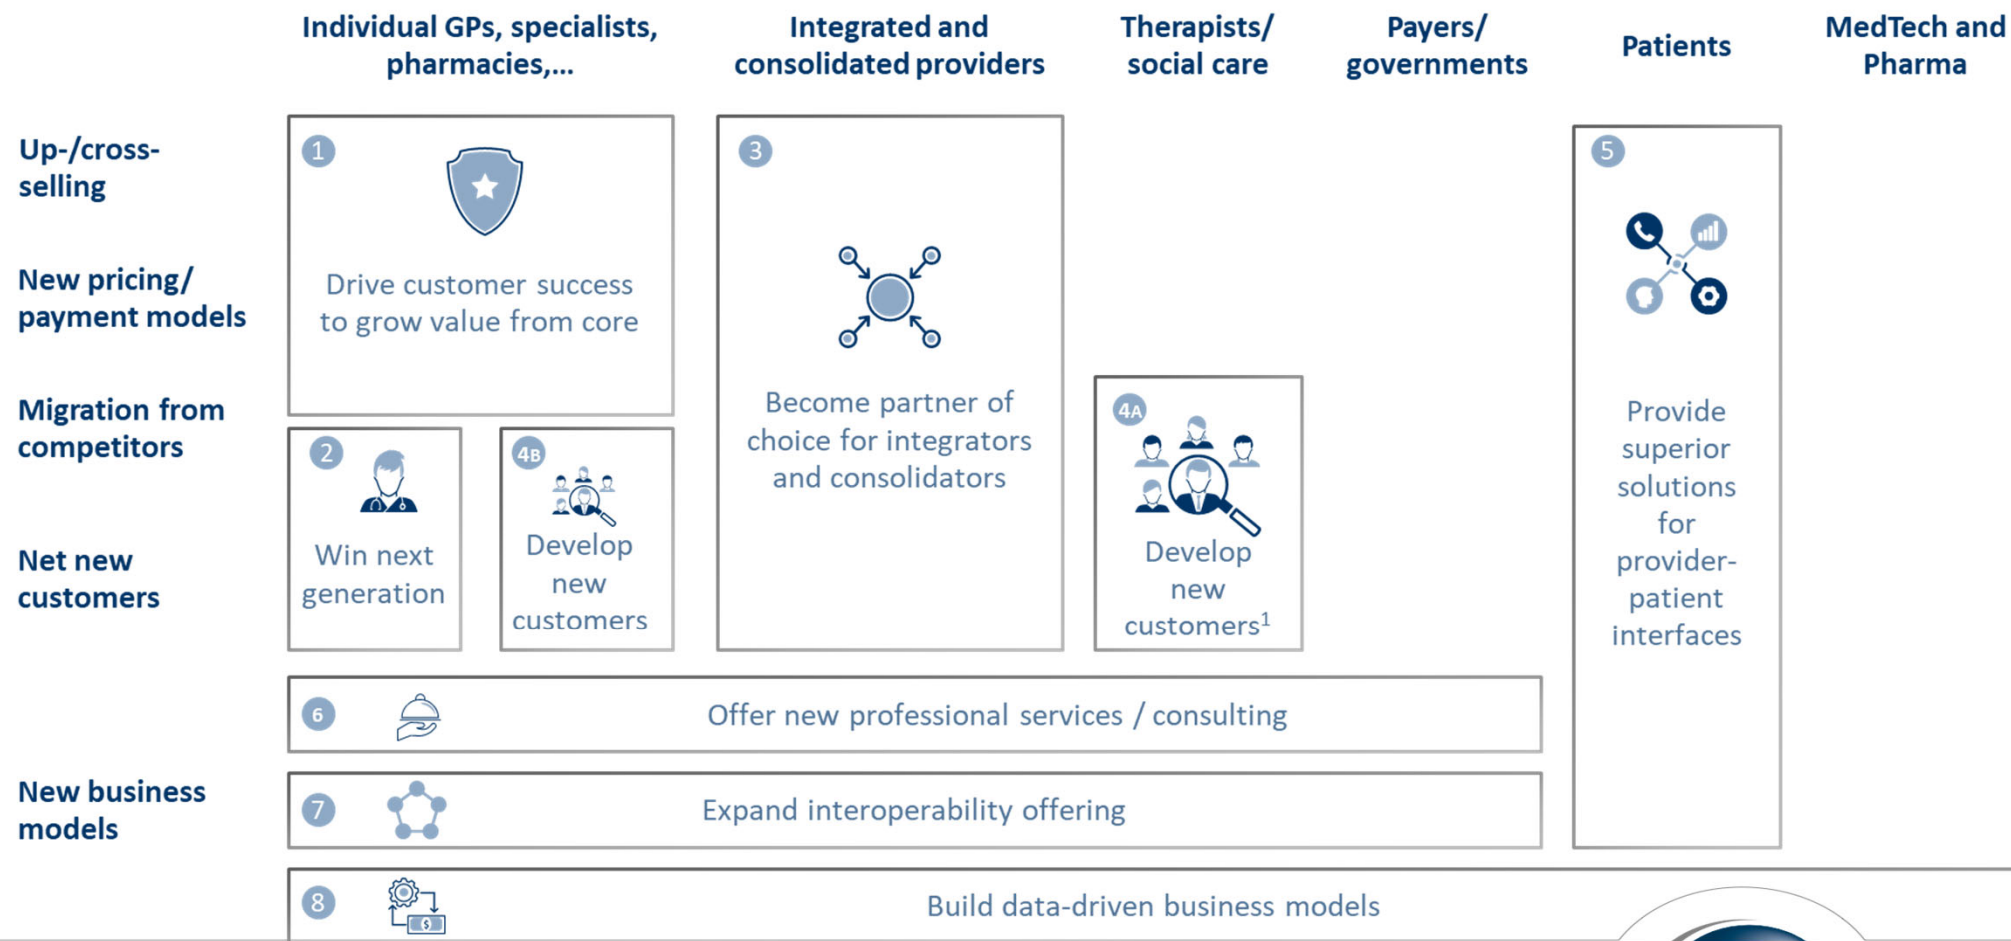 Individual GPs, specialists,
pharmacies,...
Integrated and
consolidated providers
Therapists/
social care
Payers/
governments
Patients
MedTech and
Pharma
Up-/cross-
selling
New pricing/
payment models
Migration from
competitors
Net new
customers
New business
models
1
Drive customer success
to grow value from core
2
Win next
generation
4B
Develop
new
customers
3
Become partner of
choice for integrators
and consolidators
4A
Develop
new
customers¹
5
Provide
superior
solutions
for
provider-
patient
interfaces
6
Offer new professional services / consulting
7
Expand interoperability offering
8
$
Build data-driven business models